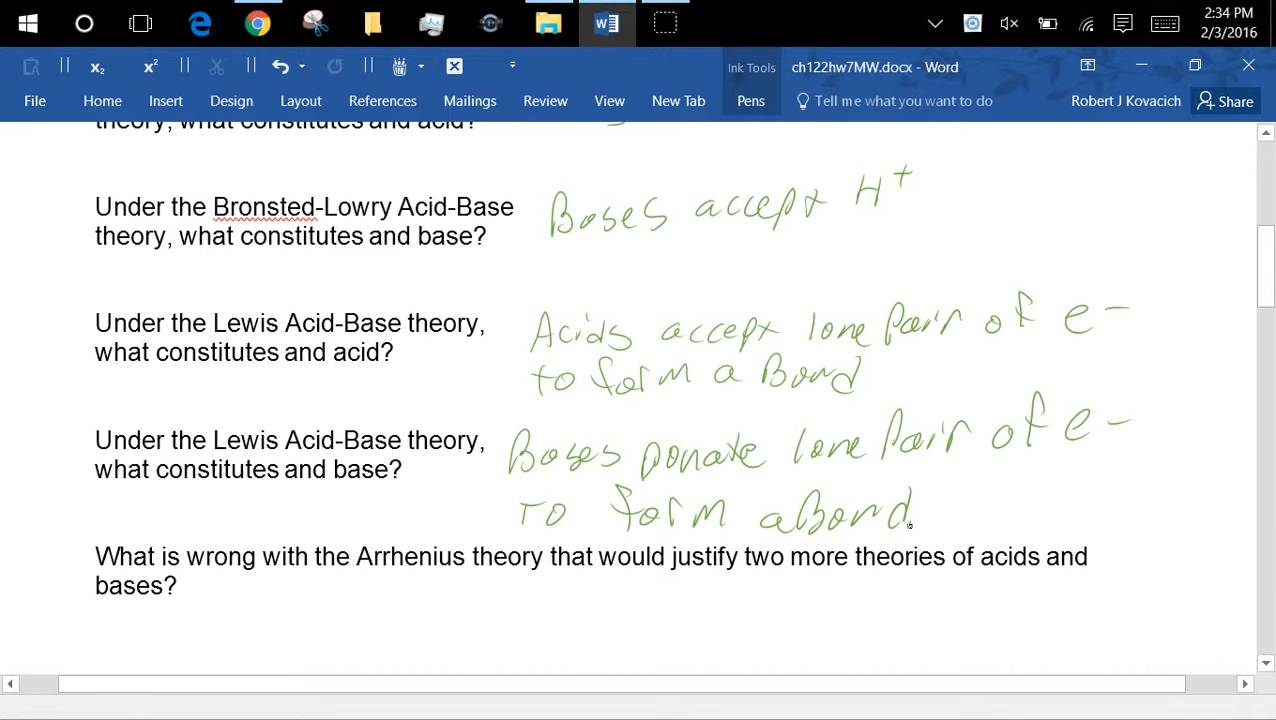 2:34 PM
2/3/2016
x₂ x²
Ink Tools
ch122hw7MW.docx - Word
File Home Insert Design Layout References Mailings Review View New Tab Pens Tell me what you want to do Robert J Kovacich Share
theory, what constitutes and acid?
Under the Bronsted-Lowry Acid-Base
theory, what constitutes and base?
Bases accept H⁺
Under the Lewis Acid-Base theory,
what constitutes and acid?
Acids accept lone Pair of e-
to form a Bond
Under the Lewis Acid-Base theory,
what constitutes and base?
Bases Donate lone Pair of e-
to form a Bond
What is wrong with the Arrhenius theory that would justify two more theories of acids and
bases?